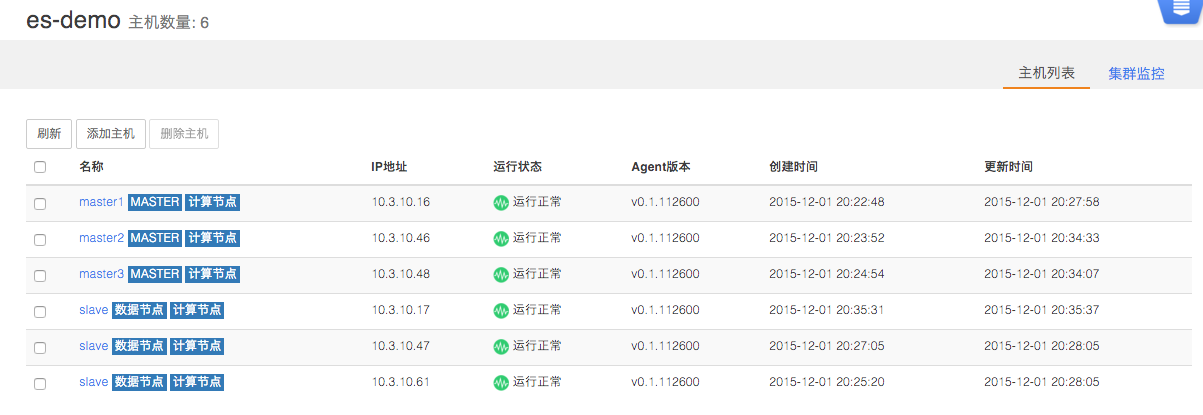 es-demo 主机数量: 6
主机列表 集群监控
刷新 添加主机 删除主机
名称 IP地址 运行状态 Agent版本 创建时间 更新时间
master1 MASTER 计算节点 10.3.10.16 运行正常 v0.1.112600 2015-12-01 20:22:48 2015-12-01 20:27:58
master2 MASTER 计算节点 10.3.10.46 运行正常 v0.1.112600 2015-12-01 20:23:52 2015-12-01 20:34:33
master3 MASTER 计算节点 10.3.10.48 运行正常 v0.1.112600 2015-12-01 20:24:54 2015-12-01 20:34:07
slave 数据节点 计算节点 10.3.10.17 运行正常 v0.1.112600 2015-12-01 20:35:31 2015-12-01 20:35:37
slave 数据节点 计算节点 10.3.10.47 运行正常 v0.1.112600 2015-12-01 20:27:05 2015-12-01 20:28:05
slave 数据节点 计算节点 10.3.10.61 运行正常 v0.1.112600 2015-12-01 20:25:20 2015-12-01 20:28:05